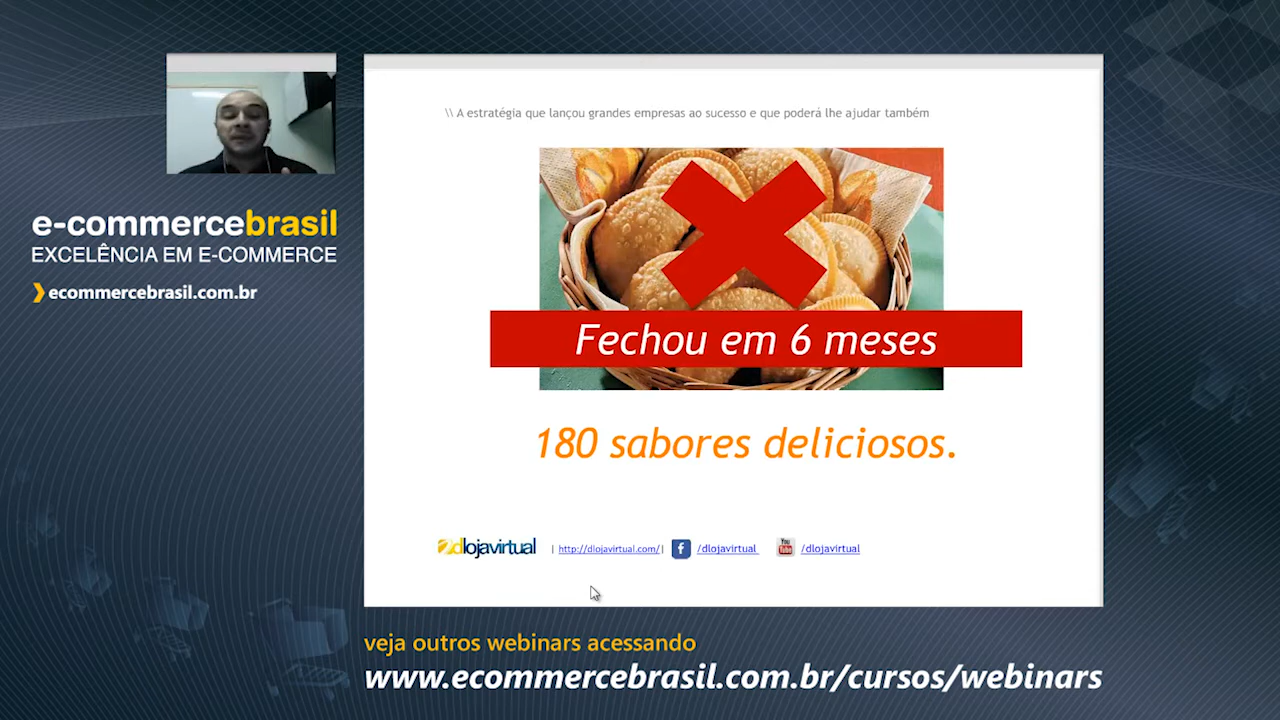 \\ A estratégia que lançou grandes empresas ao sucesso e que poderá lhe ajudar também
e-commercebrasil
EXCELÊNCIA EM E-COMMERCE
ecommercebrasil.com.br
Fechou em 6 meses
180 sabores deliciosos.
dlojavirtual | http://dlojavirtual.com/ | f /dlojavirtual You Tube /dlojavirtual
veja outros webinars acessando
www.ecommercebrasil.com.br/cursos/webinars